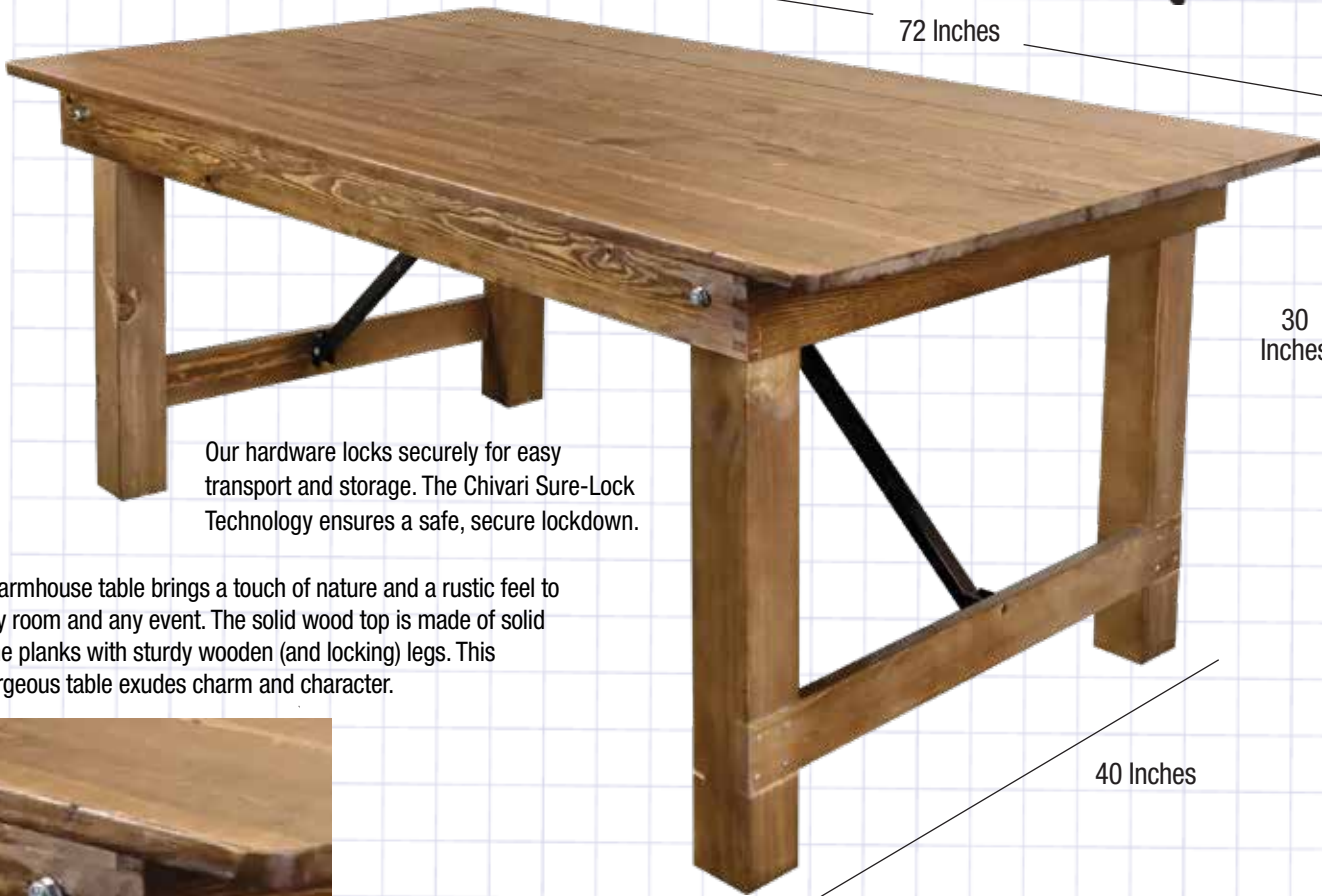 72 Inches
30
Inches
Our hardware locks securely for easy
transport and storage. The Chivari Sure-Lock
Technology ensures a safe, secure lockdown.
armhouse table brings a touch of nature and a rustic feel to
y room and any event. The solid wood top is made of solid
e planks with sturdy wooden (and locking) legs. This
rgeous table exudes charm and character.
40 Inches